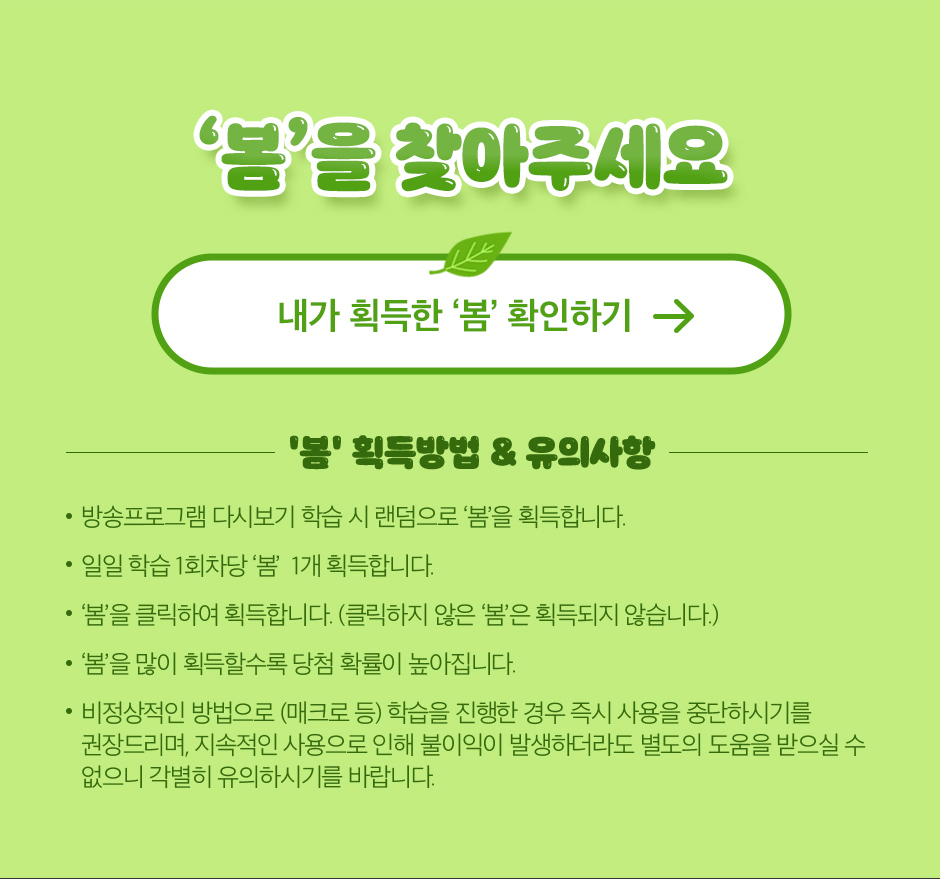 ‘봄’을 찾아주세요
내가 획득한 ‘봄’ 확인하기 →
'봄' 획득방법 & 유의사항
• 방송프로그램 다시보기 학습 시 랜덤으로 ‘봄’을 획득합니다.
• 일일 학습 1회차당 ‘봄’ 1개 획득합니다.
• ‘봄’을 클릭하여 획득합니다. (클릭하지 않은 ‘봄’은 획득되지 않습니다.)
• ‘봄’을 많이 획득할수록 당첨 확률이 높아집니다.
• 비정상적인 방법으로 (매크로 등) 학습을 진행한 경우 즉시 사용을 중단하시기를
권장드리며, 지속적인 사용으로 인해 불이익이 발생하더라도 별도의 도움을 받으실 수
없으니 각별히 유의하시기를 바랍니다.